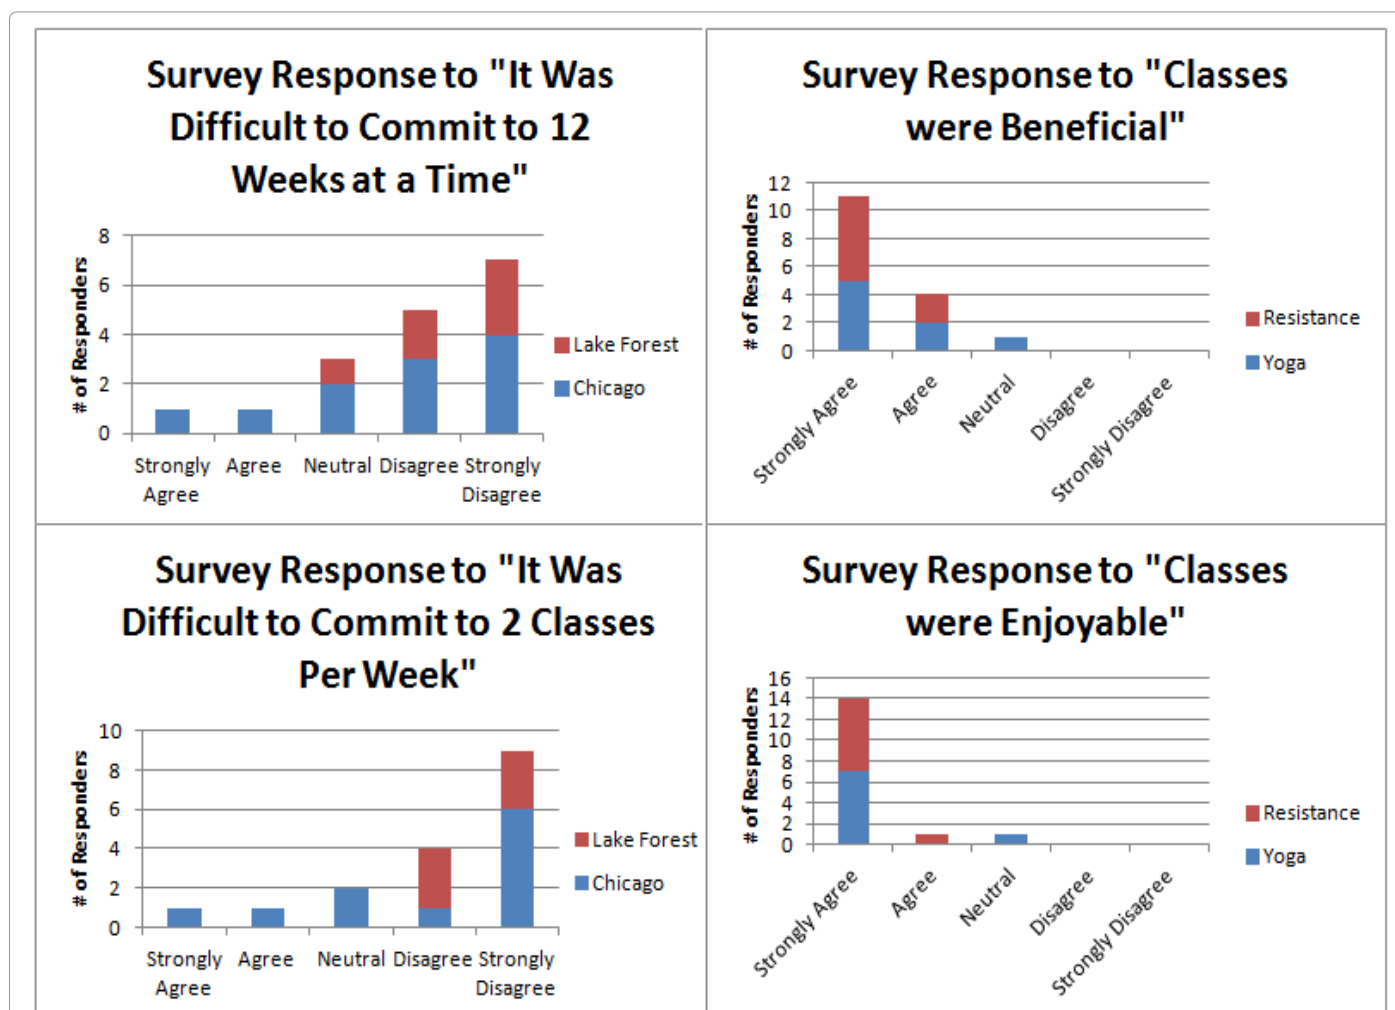 Survey Response to "It Was
Difficult to Commit to 12
Weeks at a Time"
# of Responders
8
6
4
2
0
Strongly Agree Neutral Disagree Strongly
Agree Disagree
Lake Forest
Chicago
Survey Response to "Classes
were Beneficial"
# of Responders
12
10
8
6
4
2
0
Strongly Agree
Agree
Neutral
Disagree
Strongly Disagree
Resistance
Yoga
Survey Response to "It Was
Difficult to Commit to 2 Classes
Per Week"
# of Responders
10
8
6
4
2
0
Strongly Agree Neutral Disagree Strongly
Agree Disagree
Lake Forest
Chicago
Survey Response to "Classes
were Enjoyable"
# of Responders
16
14
12
10
8
6
4
2
0
Strongly Agree
Agree
Neutral
Disagree
Strongly Disagree
Resistance
Yoga